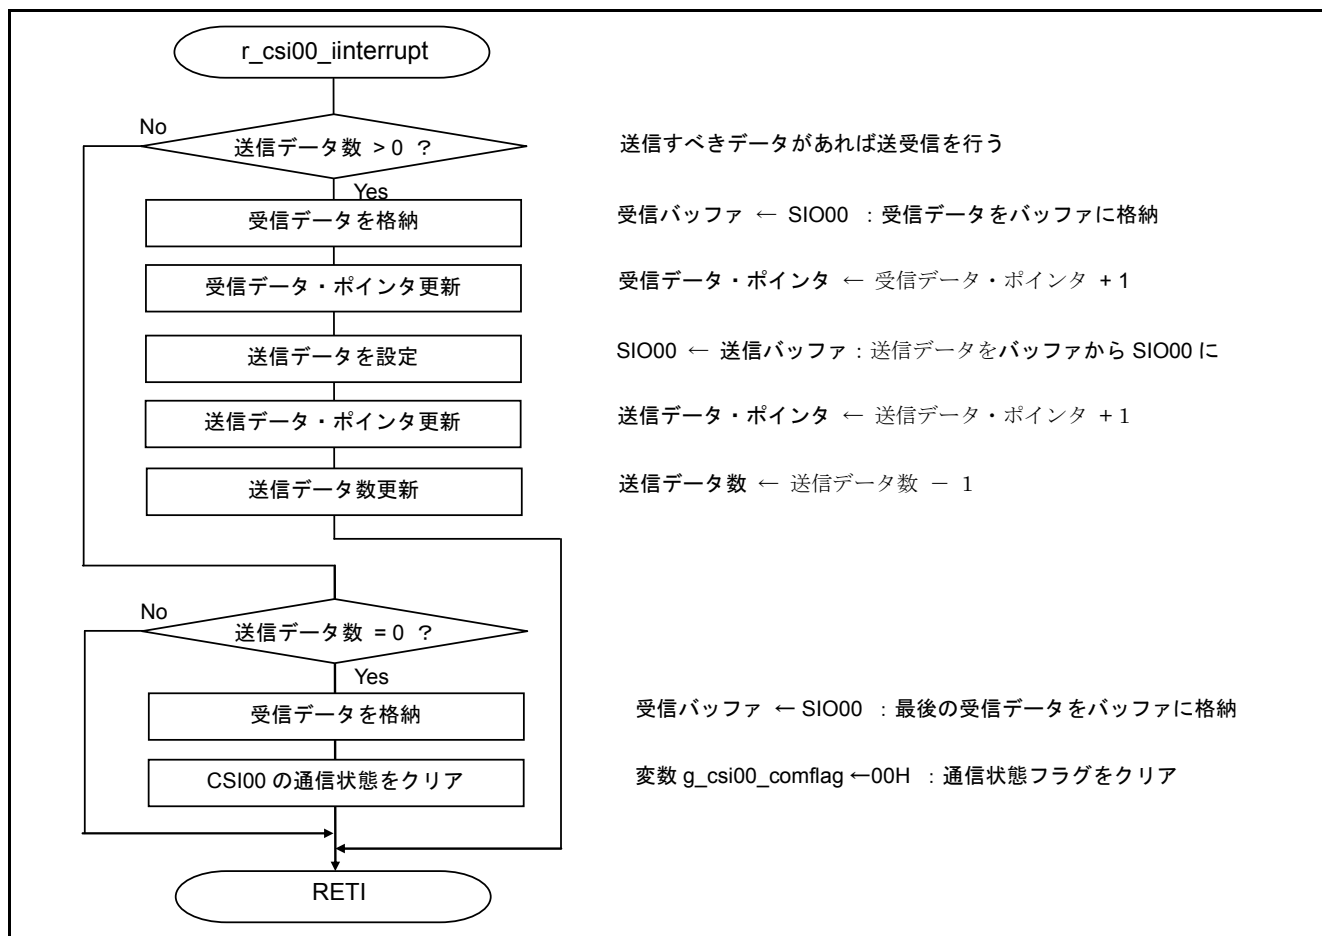 r_csi00_iinterrupt
No
送信データ数 > 0 ？
送信すべきデータがあれば送受信を行う
Yes
受信データを格納
受信バッファ ← SIO00 ：受信データをバッファに格納
受信データ・ポインタ更新
受信データ・ポインタ ← 受信データ・ポインタ + 1
送信データを設定
SIO00 ← 送信バッファ：送信データをバッファから SIO00 に
送信データ・ポインタ更新
送信データ・ポインタ ← 送信データ・ポインタ + 1
送信データ数更新
送信データ数 ← 送信データ数 － 1
No
送信データ数 = 0 ？
Yes
受信データを格納
受信バッファ ← SIO00 ：最後の受信データをバッファに格納
CSI00 の通信状態をクリア
変数 g_csi00_comflag ←00H ：通信状態フラグをクリア
RETI